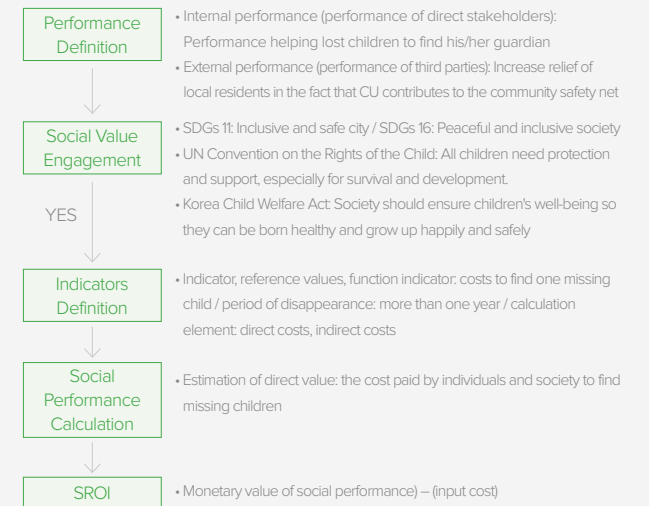 Performance
Definition
• Internal performance (performance of direct stakeholders):
Performance helping lost children to find his/her guardian
• External performance (performance of third parties): Increase relief of
local residents in the fact that CU contributes to the community safety net
Social Value
Engagement
• SDGs 11: Inclusive and safe city / SDGs 16: Peaceful and inclusive society
• UN Convention on the Rights of the Child: All children need protection
and support, especially for survival and development.
• Korea Child Welfare Act: Society should ensure children's well-being so
they can be born healthy and grow up happily and safely
YES
Indicators
Definition
• Indicator, reference values, function indicator: costs to find one missing
child / period of disappearance: more than one year / calculation
element: direct costs, indirect costs
Social
Performance
Calculation
• Estimation of direct value: the cost paid by individuals and society to find
missing children
SROI
• Monetary value of social performance) – (input cost)